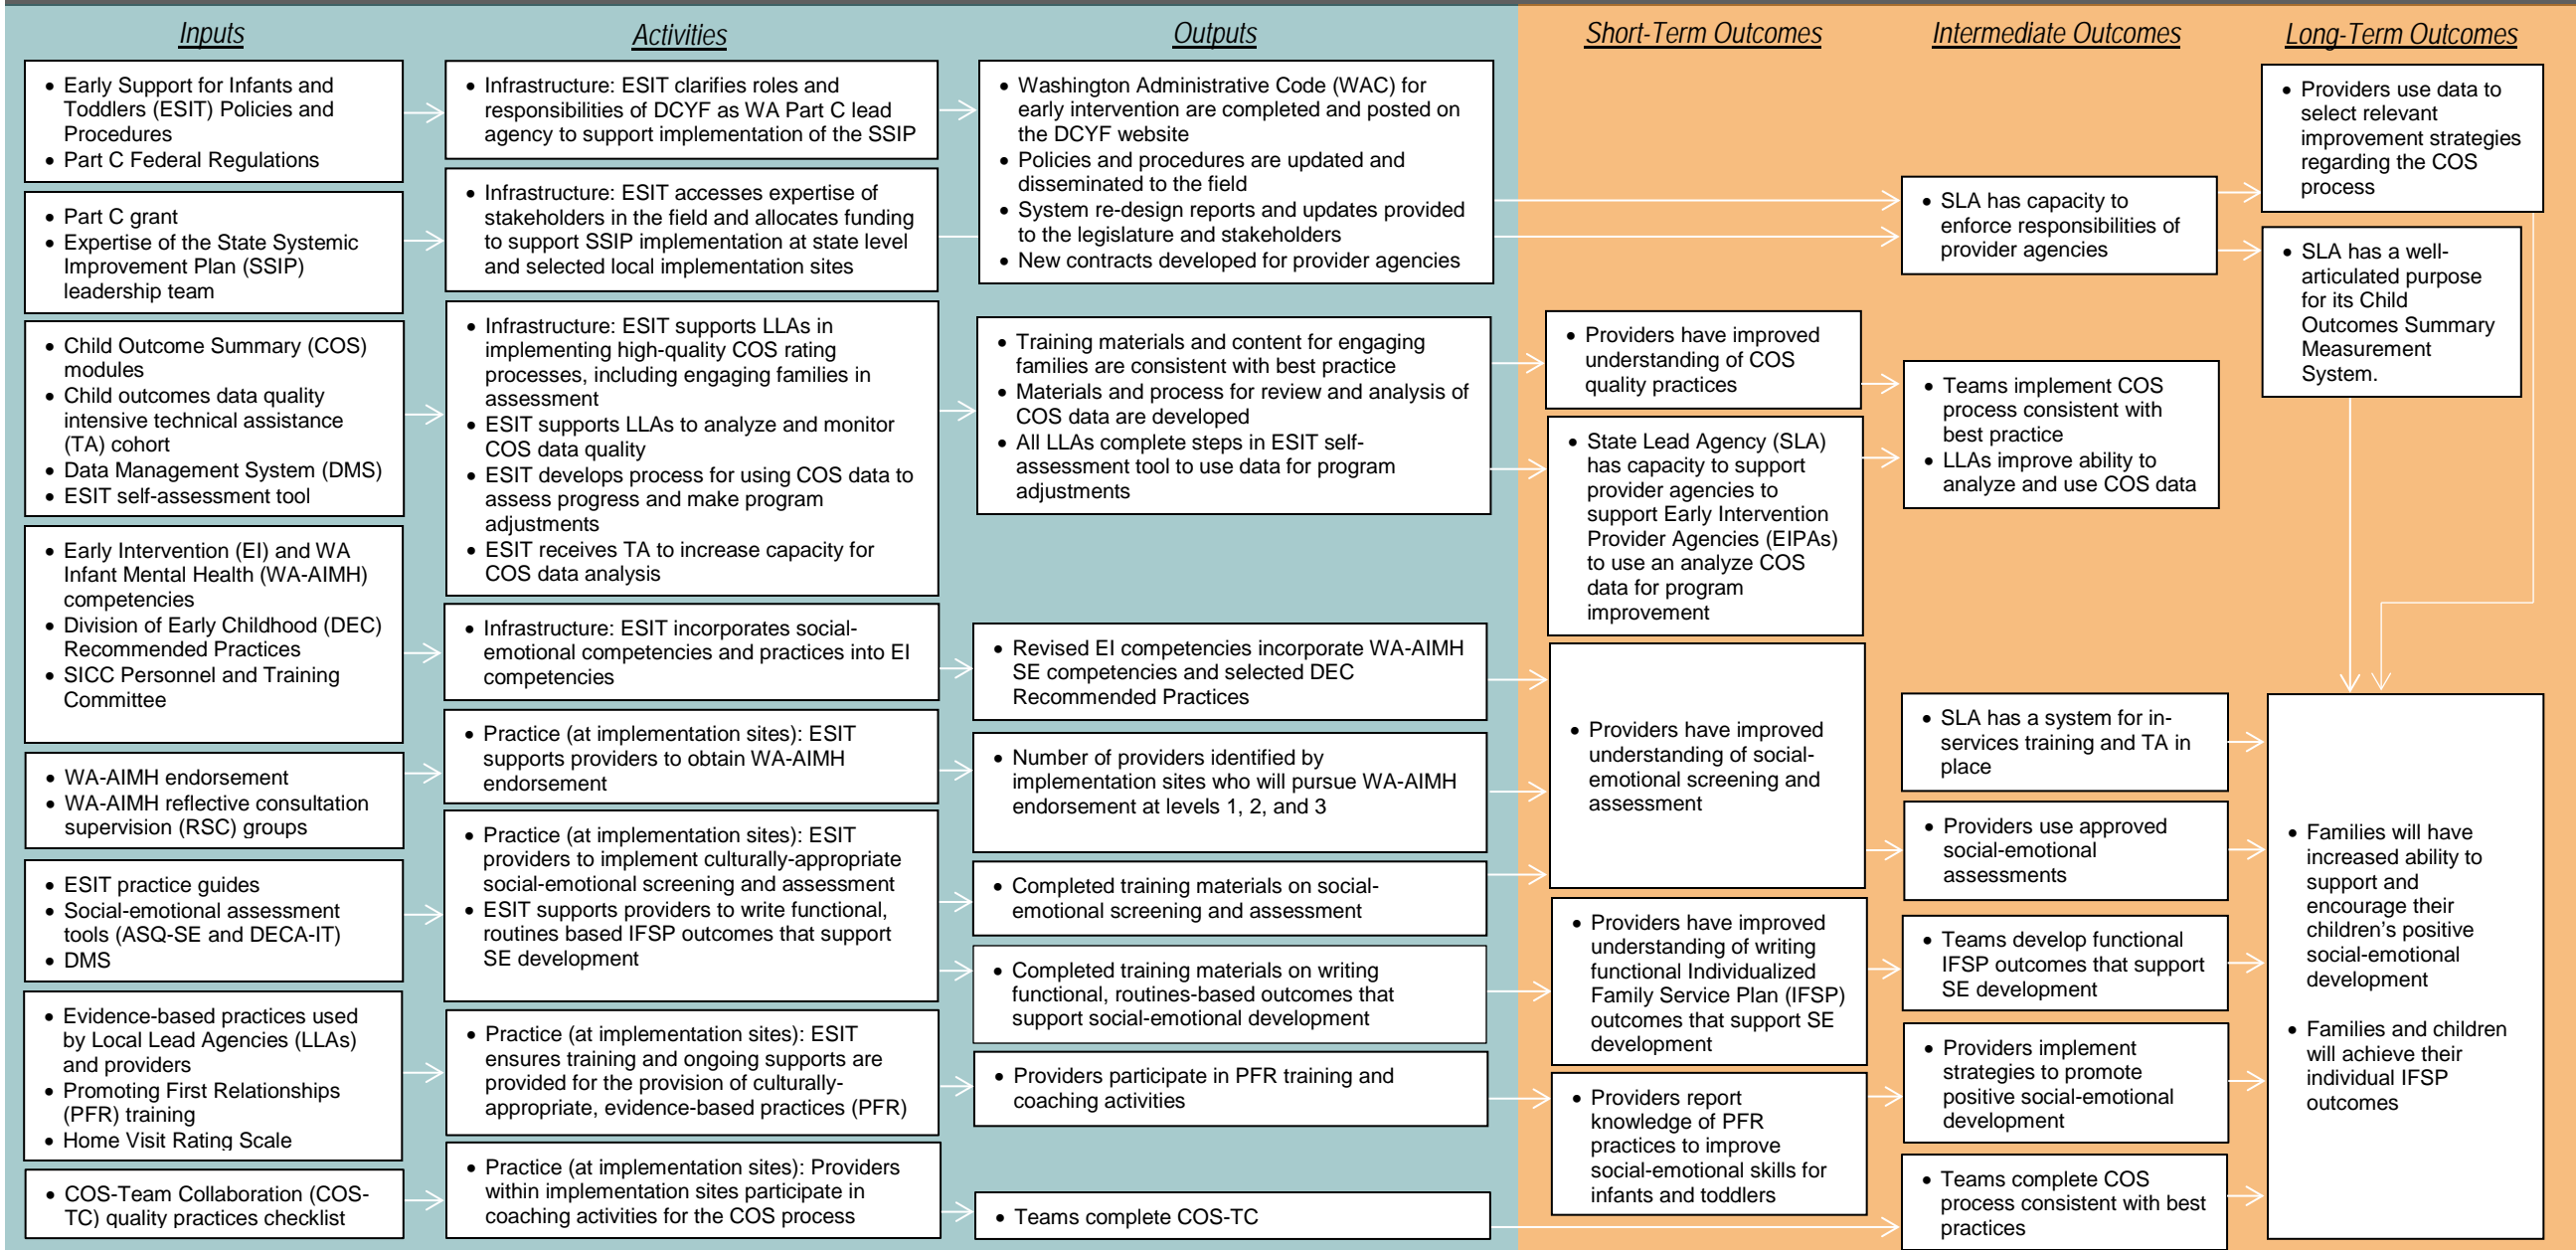 Inputs
• Early Support for Infants and
Toddlers (ESIT) Policies and
Procedures
• Part C Federal Regulations
• Part C grant
• Expertise of the State Systemic
Improvement Plan (SSIP)
leadership team
• Child Outcome Summary (COS)
modules
• Child outcomes data quality
intensive technical assistance
(TA) cohort
• Data Management System (DMS)
• ESIT self-assessment tool
• Early Intervention (EI) and WA
Infant Mental Health (WA-AIMH)
competencies
• Division of Early Childhood (DEC)
Recommended Practices
• SICC Personnel and Training
Committee
• WA-AIMH endorsement
• WA-AIMH reflective consultation
supervision (RSC) groups
• ESIT practice guides
• Social-emotional assessment
tools (ASQ-SE and DECA-IT)
• DMS
• Evidence-based practices used
by Local Lead Agencies (LLAs)
and providers
• Promoting First Relationships
(PFR) training
• Home Visit Rating Scale
• COS-Team Collaboration (COS-
TC) quality practices checklist
Activities
• Infrastructure: ESIT clarifies roles and
responsibilities of DCYF as WA Part C lead
agency to support implementation of the SSIP
• Infrastructure: ESIT accesses expertise of
stakeholders in the field and allocates funding
to support SSIP implementation at state level
and selected local implementation sites
• Infrastructure: ESIT supports LLAs in
implementing high-quality COS rating
processes, including engaging families in
assessment
• ESIT supports LLAs to analyze and monitor
COS data quality
• ESIT develops process for using COS data to
assess progress and make program
adjustments
• ESIT receives TA to increase capacity for
COS data analysis
• Infrastructure: ESIT incorporates social-
emotional competencies and practices into EI
competencies
• Practice (at implementation sites): ESIT
supports providers to obtain WA-AIMH
endorsement
• Practice (at implementation sites): ESIT
providers to implement culturally-appropriate
social-emotional screening and assessment
• ESIT supports providers to write functional,
routines based IFSP outcomes that support
SE development
• Practice (at implementation sites): ESIT
ensures training and ongoing supports are
provided for the provision of culturally-
appropriate, evidence-based practices (PFR)
• Practice (at implementation sites): Providers
within implementation sites participate in
coaching activities for the COS process
Outputs
• Washington Administrative Code (WAC) for
early intervention are completed and posted on
the DCYF website
• Policies and procedures are updated and
disseminated to the field
• System re-design reports and updates provided
to the legislature and stakeholders
• New contracts developed for provider agencies
• Training materials and content for engaging
families are consistent with best practice
• Materials and process for review and analysis of
COS data are developed
• All LLAs complete steps in ESIT self-
assessment tool to use data for program
adjustments
• Revised EI competencies incorporate WA-AIMH
SE competencies and selected DEC
Recommended Practices
• Number of providers identified by
implementation sites who will pursue WA-AIMH
endorsement at levels 1, 2, and 3
• Completed training materials on social-
emotional screening and assessment
• Completed training materials on writing
functional, routines-based outcomes that
support social-emotional development
• Providers participate in PFR training and
coaching activities
• Teams complete COS-TC
Short-Term Outcomes
• Providers have improved
understanding of COS
quality practices
• State Lead Agency (SLA)
has capacity to support
provider agencies to
support Early Intervention
Provider Agencies (EIPAs)
to use an analyze COS
data for program
improvement
• Providers have improved
understanding of social-
emotional screening and
assessment
• Providers have improved
understanding of writing
functional Individualized
Family Service Plan (IFSP)
outcomes that support SE
development
• Providers report
knowledge of PFR
practices to improve
social-emotional skills for
infants and toddlers
Intermediate Outcomes
• SLA has capacity to
enforce responsibilities of
provider agencies
• Teams implement COS
process consistent with
best practice
• LLAs improve ability to
analyze and use COS data
• SLA has a system for in-
services training and TA in
place
• Providers use approved
social-emotional
assessments
• Teams develop functional
IFSP outcomes that support
SE development
• Providers implement
strategies to promote
positive social-emotional
development
• Teams complete COS
process consistent with best
practices
Long-Term Outcomes
• Providers use data to
select relevant
improvement strategies
regarding the COS
process
• SLA has a well-
articulated purpose
for its Child
Outcomes Summary
Measurement
System.
• Families will have
increased ability to
support and
encourage their
children's positive
social-emotional
development
• Families and children
will achieve their
individual IFSP
outcomes